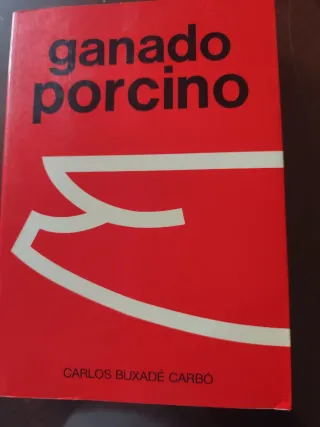 ganado
porcino
CARLOS BUXADÉ CARBÓ